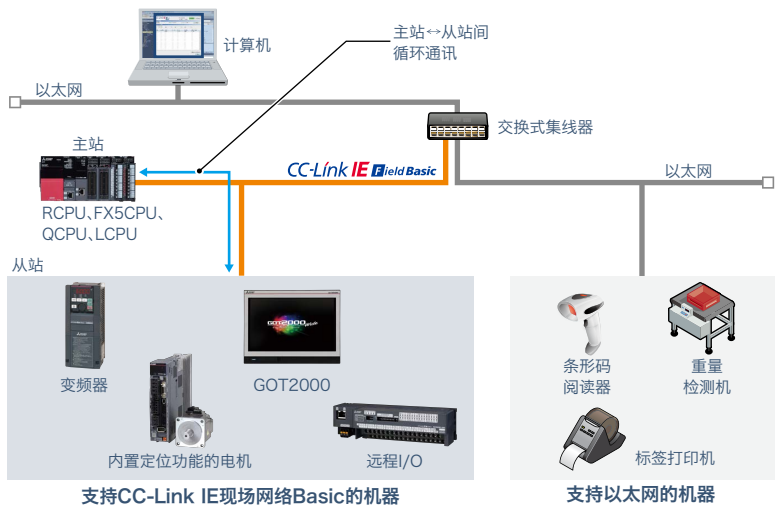 计算机
主站↔从站间
循环通讯
以太网
交换式集线器
主站
CC-Link IE Field Basic
以太网
RCPU、FX5CPU、
QCPU、LCPU
从站
GOT2000
变频器
GOT2000
条形码
阅读器
重量
检测机
内置定位功能的电机
远程I/O
标签打印机
支持CC-Link IE现场网络Basic的机器
支持以太网的机器